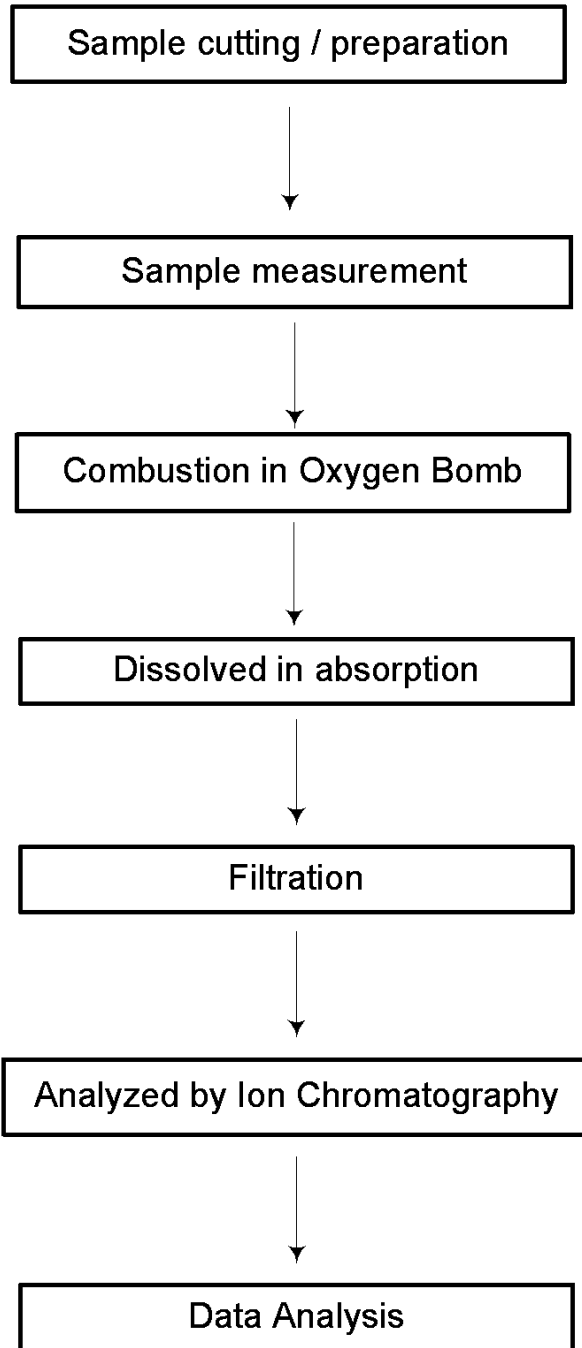 Sample cutting / preparation
Sample measurement
Combustion in Oxygen Bomb
Dissolved in absorption
Filtration
Analyzed by Ion Chromatography
Data Analysis